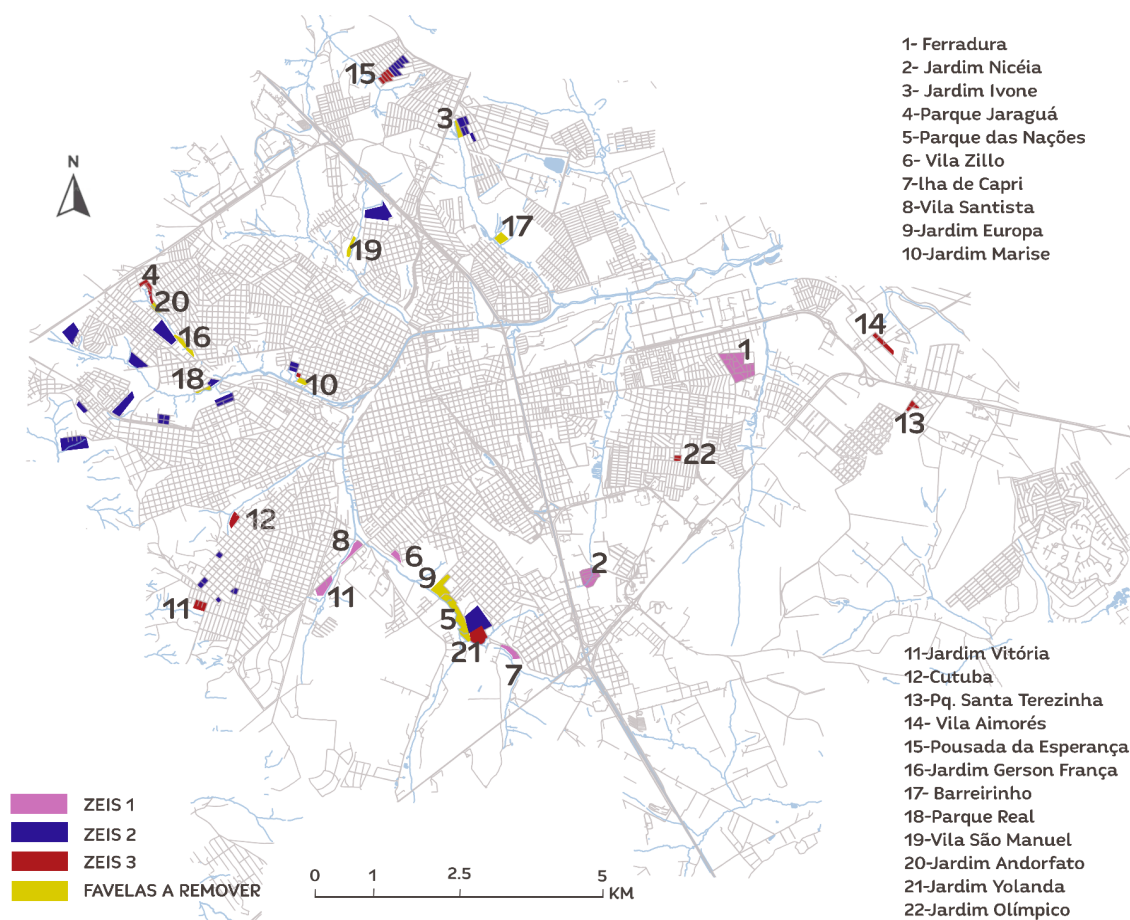 1- Ferradura
2- Jardim Nicéia
3- Jardim Ivone
4-Parque Jaraguá
5-Parque das Nações
6- Vila Zillo
7-lha de Capri
8-Vila Santista
9-Jardim Europa
10-Jardim Marise
N
15
3
17
19
4
20
16
18
10
1
14
13
22
12
8
6
9
2
11
11
5
21
7
11-Jardim Vitória
12-Cutuba
13-Pq. Santa Terezinha
14- Vila Aimorés
15-Pousada da Esperança
16-Jardim Gerson França
17- Barreirinho
18-Parque Real
19-Vila São Manuel
20-Jardim Andorfato
21-Jardim Yolanda
22-Jardim Olímpico
ZEIS 1
ZEIS 2
ZEIS 3
FAVELAS A REMOVER
0 1 2.5 5
KM